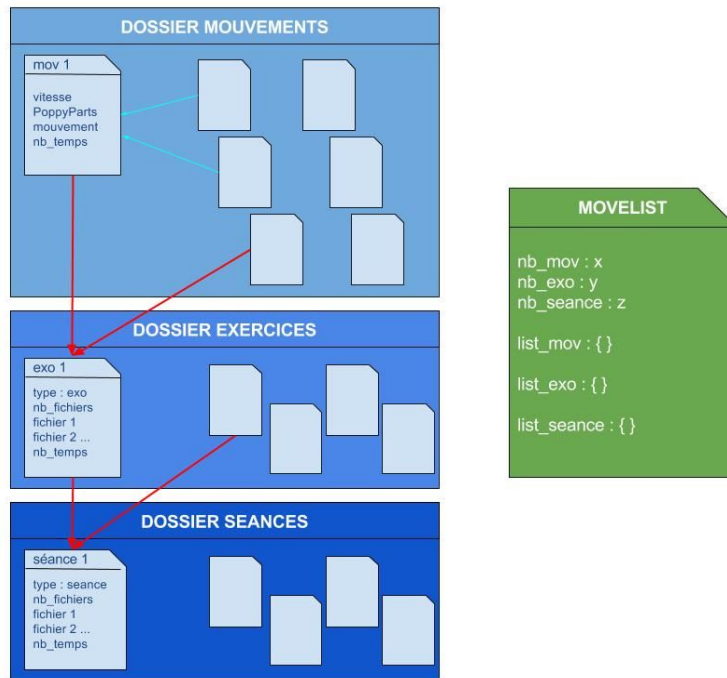 DOSSIER MOUVEMENTS
mov 1
vitesse
PoppyParts
mouvement
nb_temps
DOSSIER EXERCICES
exo 1
type : exo
nb_fichiers
fichier 1
fichier 2 ...
nb_temps
DOSSIER SEANCES
séance 1
type : seance
nb_fichiers
fichier 1
fichier 2 ...
nb_temps
MOVELIST
nb_mov : x
nb_exo : y
nb_seance : z
list_mov : { }
list_exo : { }
list_seance : { }